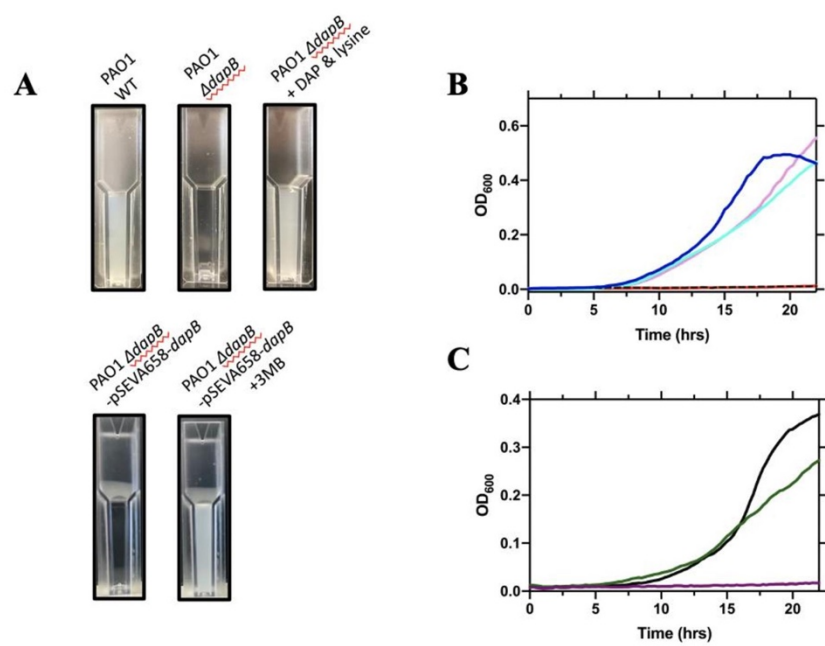 A
PAO1
WT
PAO1
ΔdapB
PAO1 ΔdapB
+ DAP & lysine
PAO1 ΔdapB
-pSEVA658-dapB
PAO1 ΔdapB
-pSEVA658-dapB
+3MB
B
OD600
0.6
0.4
0.2
0.0
0
5
10
15
20
Time (hrs)
C
OD600
0.4
0.3
0.2
0.1
0.0
0
5
10
15
20
Time (hrs)